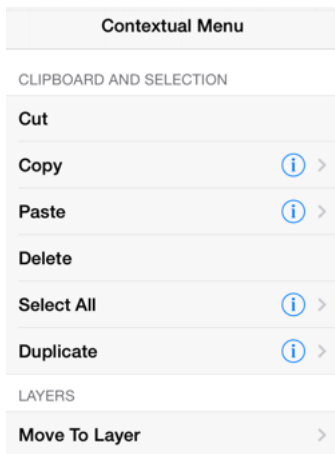 Contextual Menu
CLIPBOARD AND SELECTION
Cut
Copy
Paste
Delete
Select All
Duplicate
LAYERS
Move To Layer